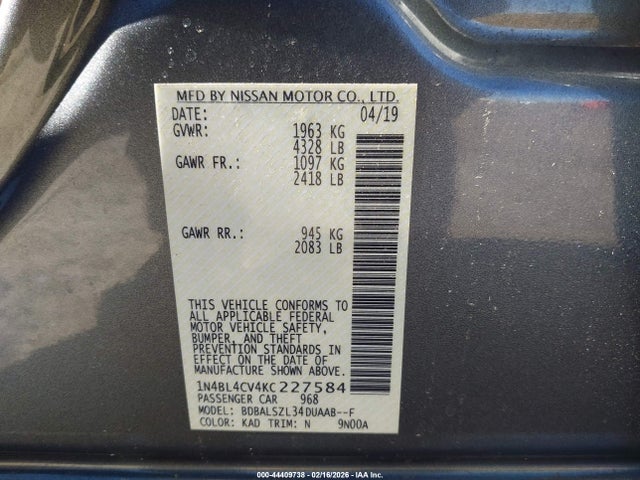 MFD BY NISSAN MOTOR CO., LTD.
DATE: 04/19
GVWR: 1963 KG
4328 LB
GAWR FR.: 1097 KG
2418 LB
GAWR RR.: 945 KG
2083 LB
THIS VEHICLE CONFORMS TO
ALL APPLICABLE FEDERAL
MOTOR VEHICLE SAFETY,
BUMPER, AND THEFT
PREVENTION STANDARDS IN
EFFECT ON THE DATE OF
MANUFACTURE SHOWN ABOVE.
1N4BL4CV4KC227584
PASSENGER CAR 968
MODEL: BDBALSZL34DUAAB--F
COLOR: KAD TRIM: N 9N00A
000-44409738 - 02/16/2026 - IAA Inc.